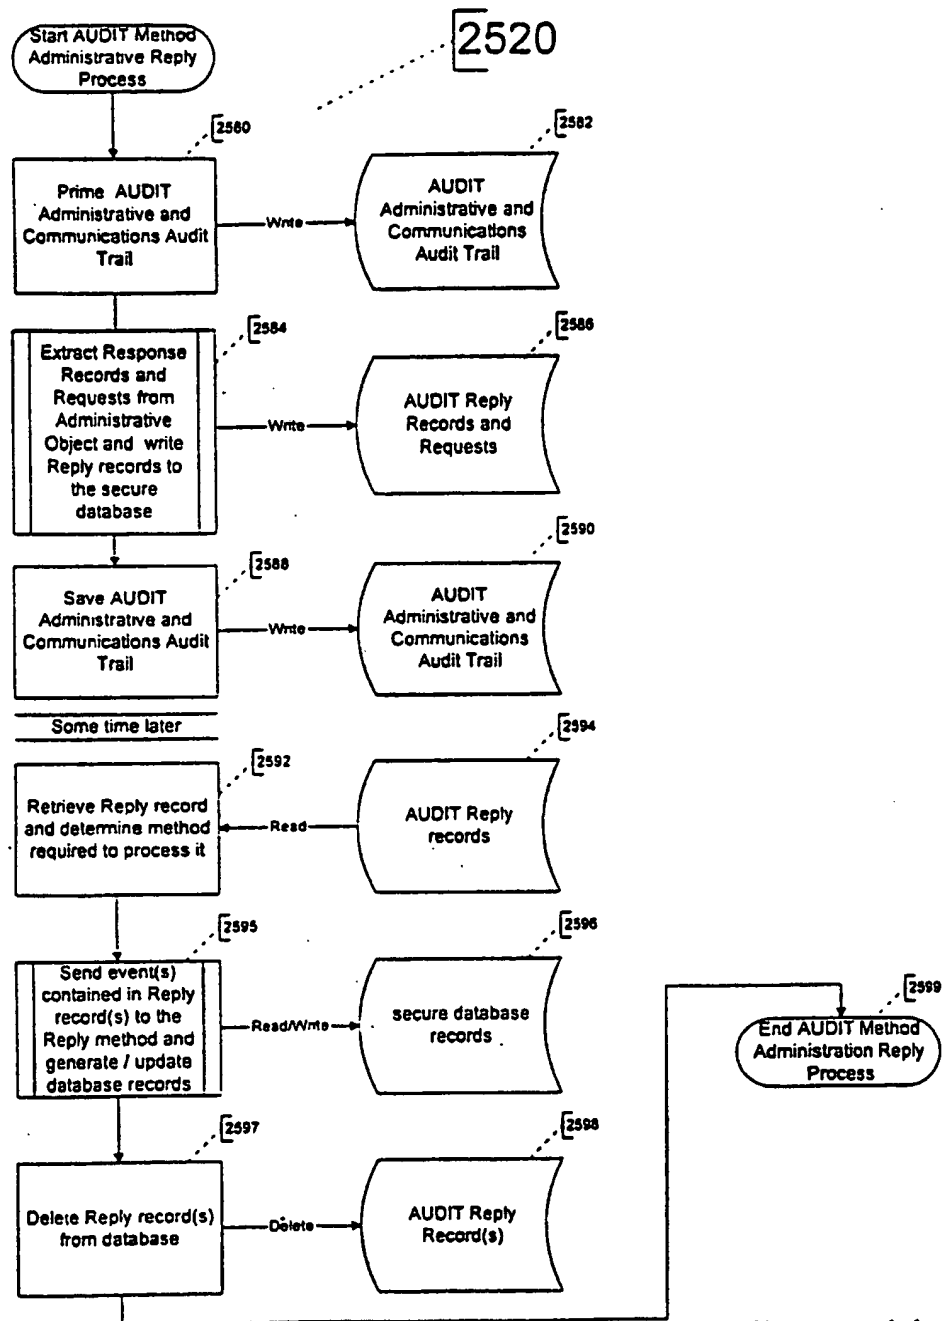 Start AUDIT Method
Administrative Reply
Process
2520
2580
Prime AUDIT
Administrative and
Communications Audit
Trail
Write
2582
AUDIT
Administrative and
Communications
Audit Trail
2584
Extract Response
Records and
Requests from
Administrative
Object and write
Reply records to
the secure
database
Write
2586
AUDIT Reply
Records and
Requests
2588
Save AUDIT
Administrative and
Communications Audit
Trail
Write
2590
AUDIT
Administrative and
Communications
Audit Trail
Some time later
2592
Retrieve Reply record
and determine method
required to process it
Read
2594
AUDIT Reply
records
2595
Send event(s)
contained in Reply
record(s) to the
Reply method and
generate / update
database records
Read/Write
2596
secure database
records
2599
End AUDIT Method
Administration Reply
Process
2597
Delete Reply record(s)
from database
Delete
2598
AUDIT Reply
Record(s)